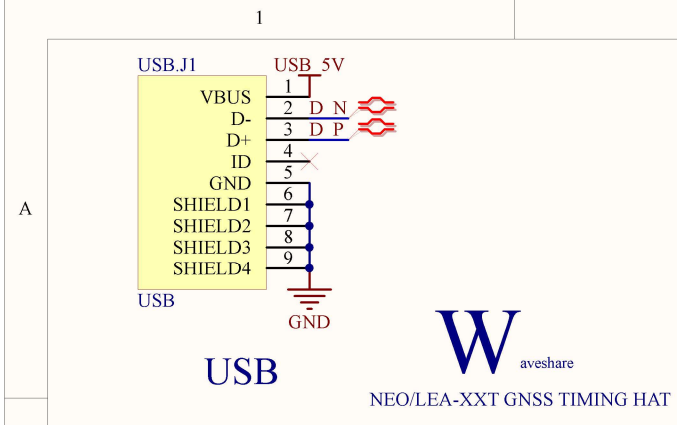 1
USB.J1
USB_5V
VBUS 1
D- 2 D_N
D+ 3 D_P
ID 4
GND 5
SHIELD1 6
SHIELD2 7
SHIELD3 8
SHIELD4 9
A
USB
GND
USB
Waveshare
NEO/LEA-XXT GNSS TIMING HAT